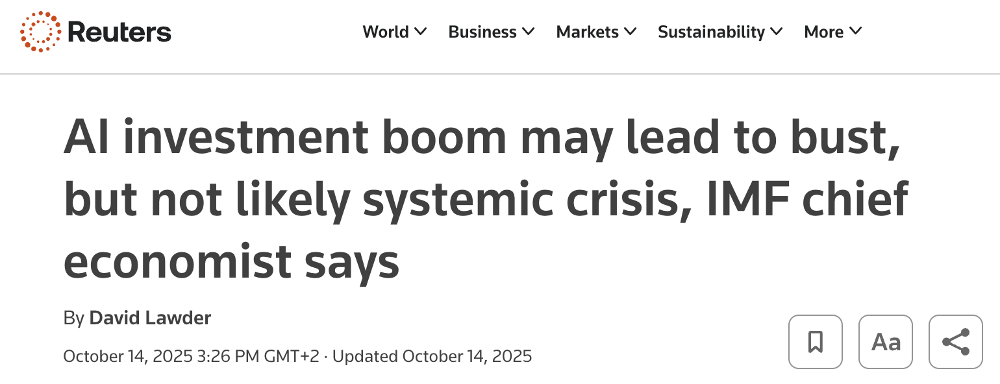 Reuters
World Business Markets Sustainability More
AI investment boom may lead to bust,
but not likely systemic crisis, IMF chief
economist says
By David Lawder
October 14, 2025 3:26 PM GMT+2 · Updated October 14, 2025
Aa